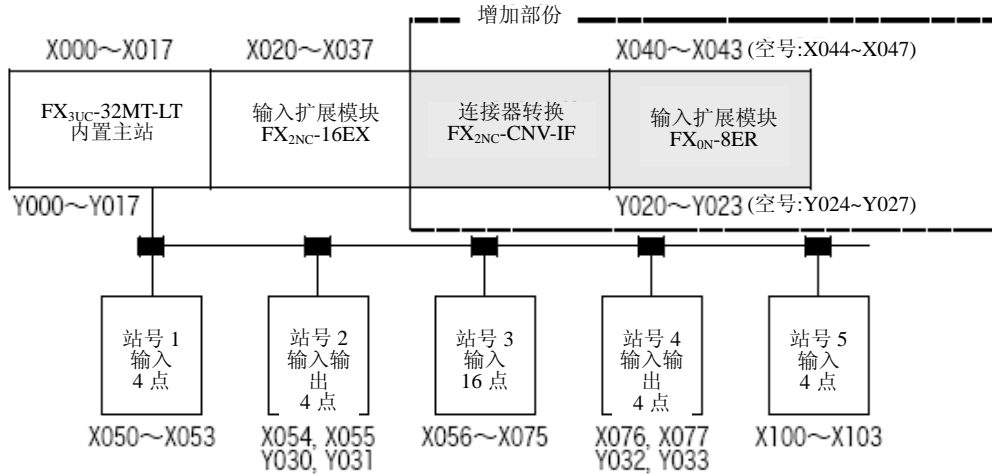 增加部份
X000～X017
X020～X037
X040～X043 (空号:X044~X047)
FX3UC-32MT-LT
内置主站
输入扩展模块
FX2NC-16EX
连接器转换
FX2NC-CNV-IF
输入扩展模块
FX0N-8ER
Y000～Y017
Y020～Y023 (空号:Y024~Y027)
站号 1
输入
4 点
站号 2
输入输
出
4 点
站号 3
输入
16 点
站号 4
输入输
出
4 点
站号 5
输入
4 点
X050～X053
X054, X055
Y030, Y031
X056～X075
X076, X077
Y032, Y033
X100～X103